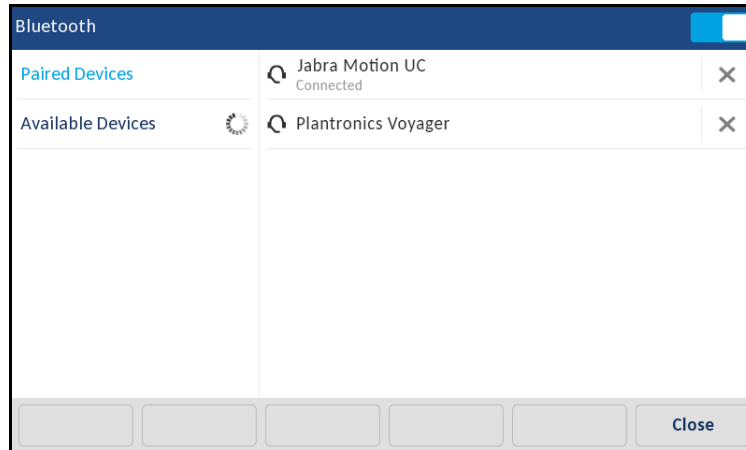 Bluetooth
Paired Devices
Jabra Motion UC
Connected
Available Devices
Plantronics Voyager
Close